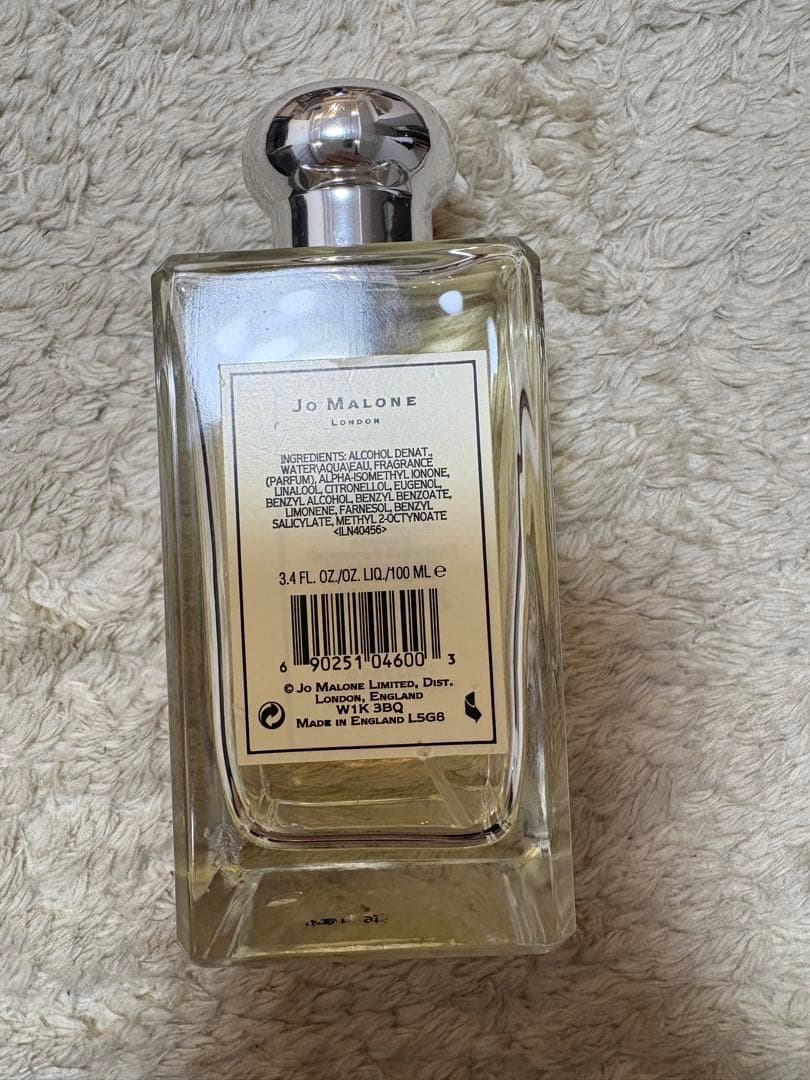 JO MALONE
LONDON
INGREDIENTS: ALCOHOL DENAT.,
WATER\AQUA\EAU, FRAGRANCE
(PARFUM), ALPHA-ISOMETHYL IONONE,
LINALOOL, CITRONELLOL, EUGENOL,
BENZYL ALCOHOL, BENZYL BENZOATE,
LIMONENE, FARNESOL, BENZYL
SALICYLATE, METHYL 2-OCTYNOATE
<ILN40456>
3.4 FL. OZ./OZ. LIQ./100 ML ℮
6 90251 04600 3
© JO MALONE LIMITED, DIST.
LONDON, ENGLAND
W1K 3BQ
MADE IN ENGLAND L5G8